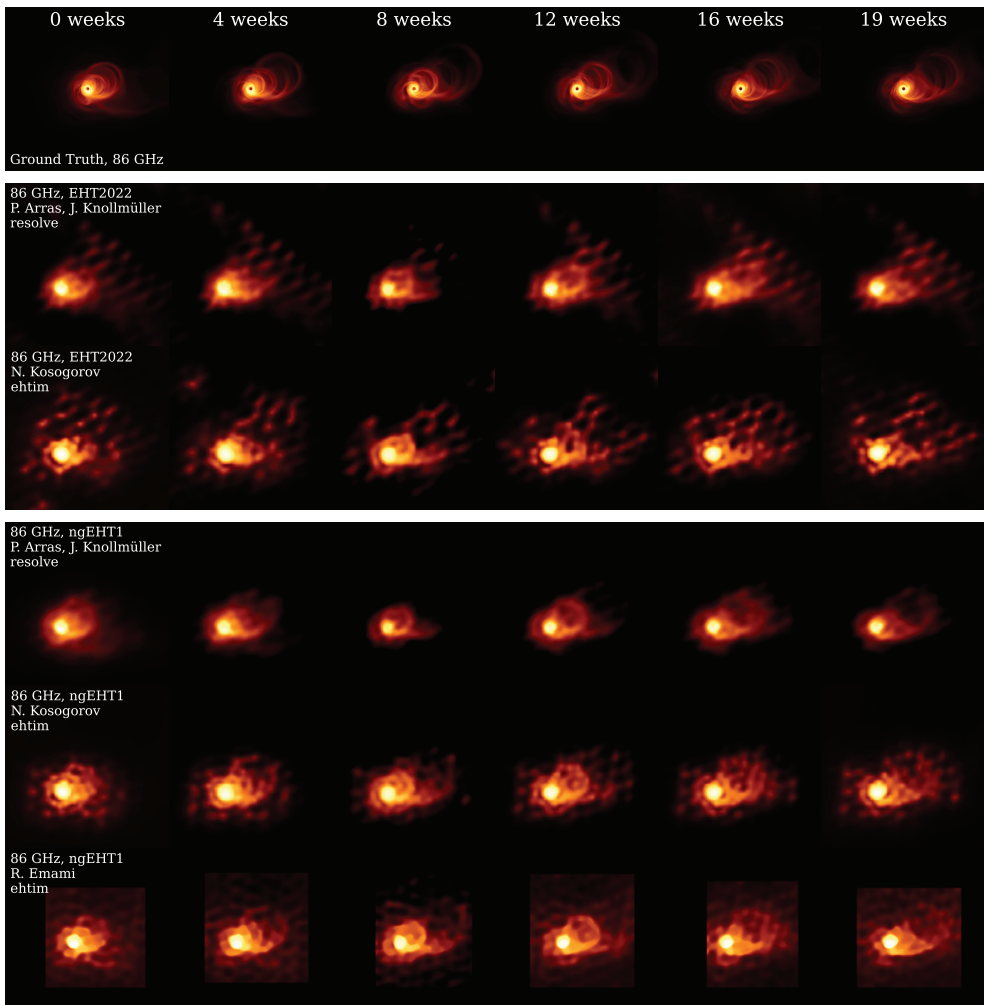 0 weeks 4 weeks 8 weeks 12 weeks 16 weeks 19 weeks
Ground Truth, 86 GHz
86 GHz, EHT2022
P. Arras, J. Knollmüller
resolve
86 GHz, EHT2022
N. Kosogorov
ehtim
86 GHz, ngEHT1
P. Arras, J. Knollmüller
resolve
86 GHz, ngEHT1
N. Kosogorov
ehtim
86 GHz, ngEHT1
R. Emami
ehtim